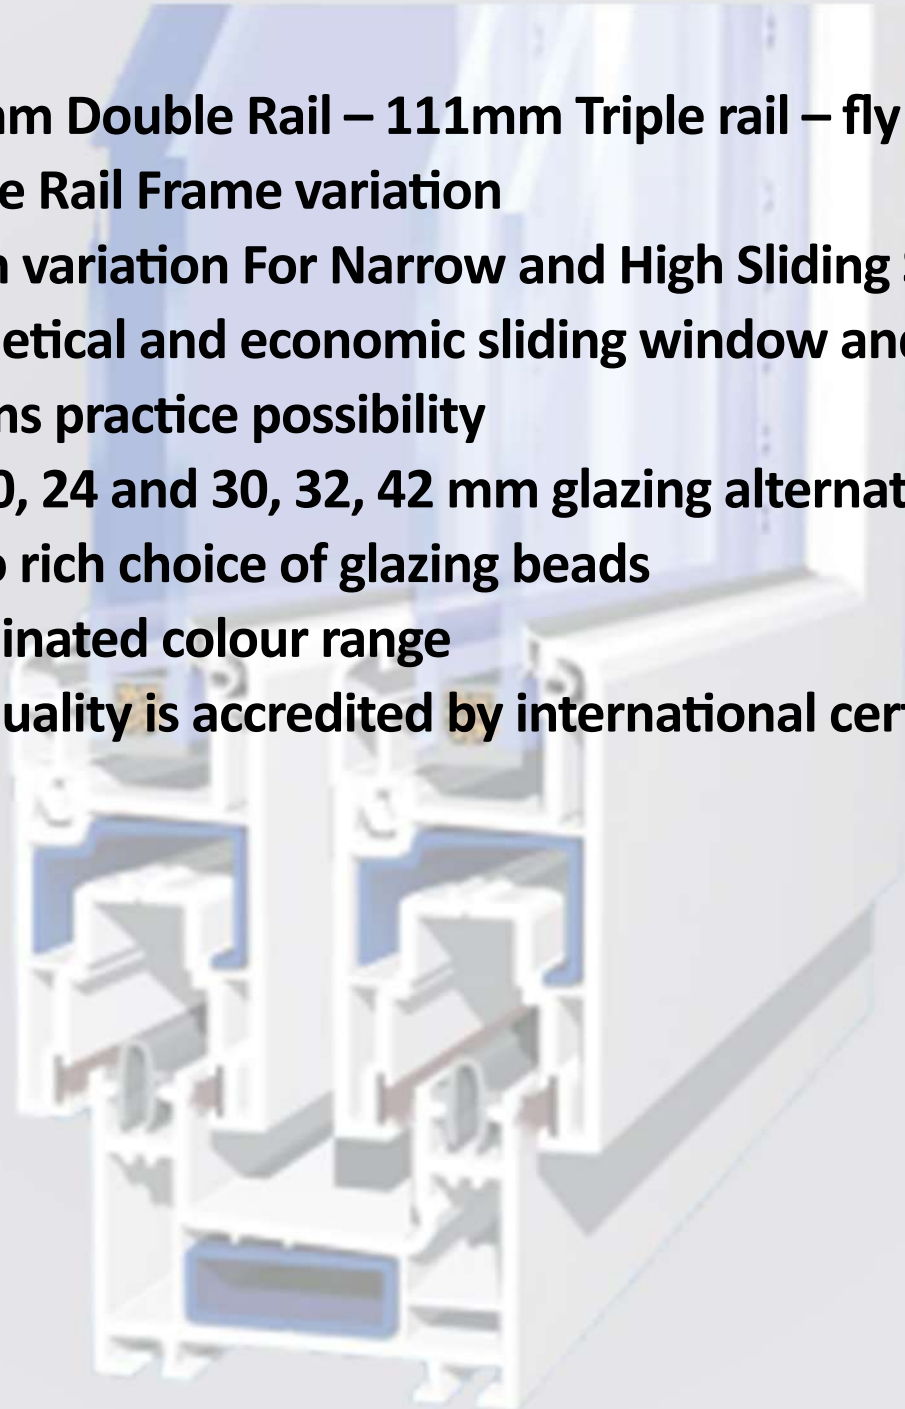 mm Double Rail – 111mm Triple rail – fly
e Rail Frame variation
n variation For Narrow and High Sliding
etical and economic sliding window and
ns practice possibility
0, 24 and 30, 32, 42 mm glazing alternat
o rich choice of glazing beads
inated colour range
uality is accredited by international cert